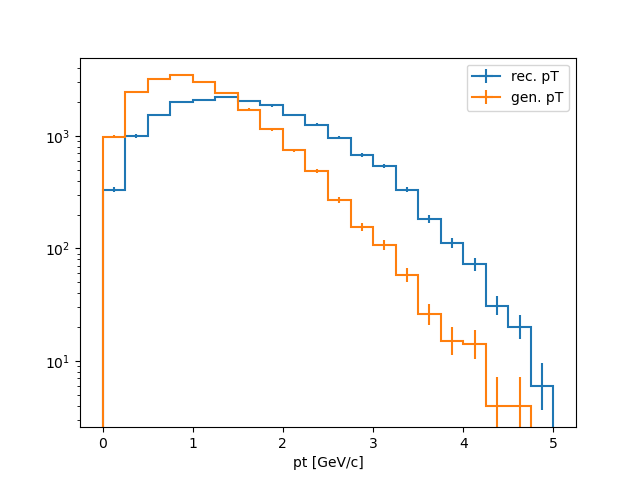 rec. pT
gen. pT
10³
10²
10¹
0 1 2 3 4 5
pt [GeV/c]